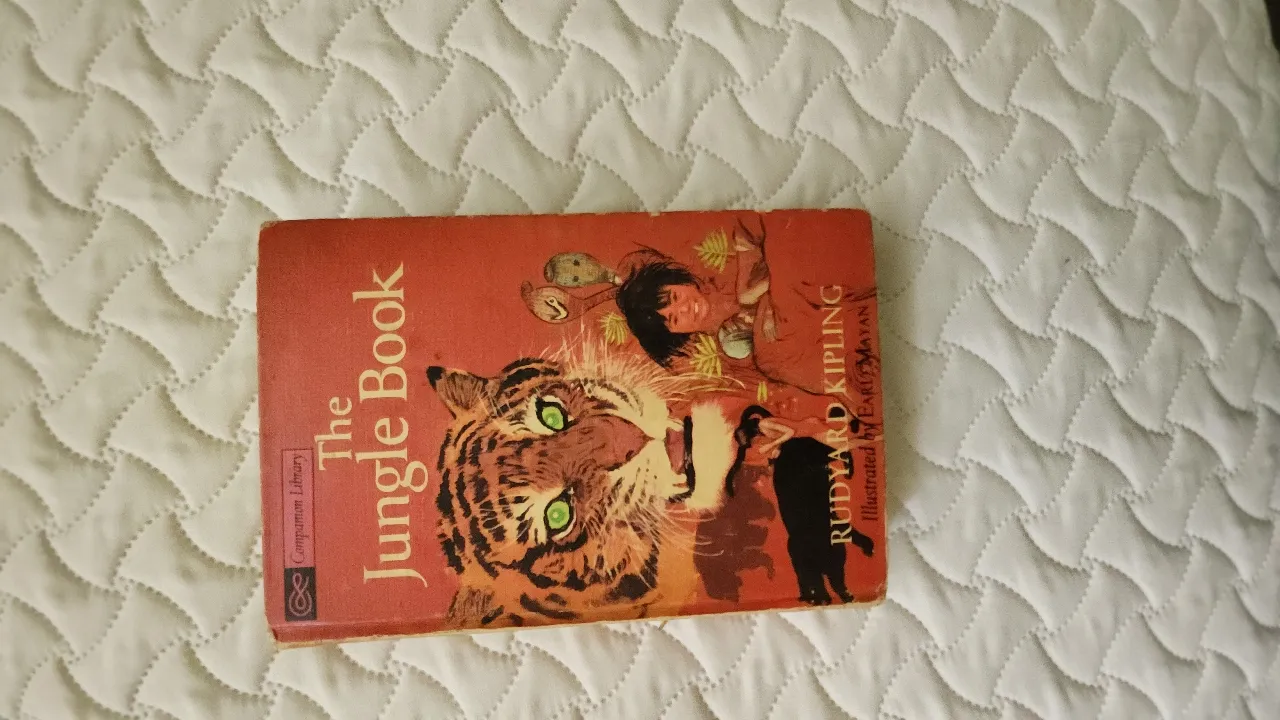 Companion Library
The
Jungle Book
RUDYARD KIPLING
Illustrated by EARL MAYAN